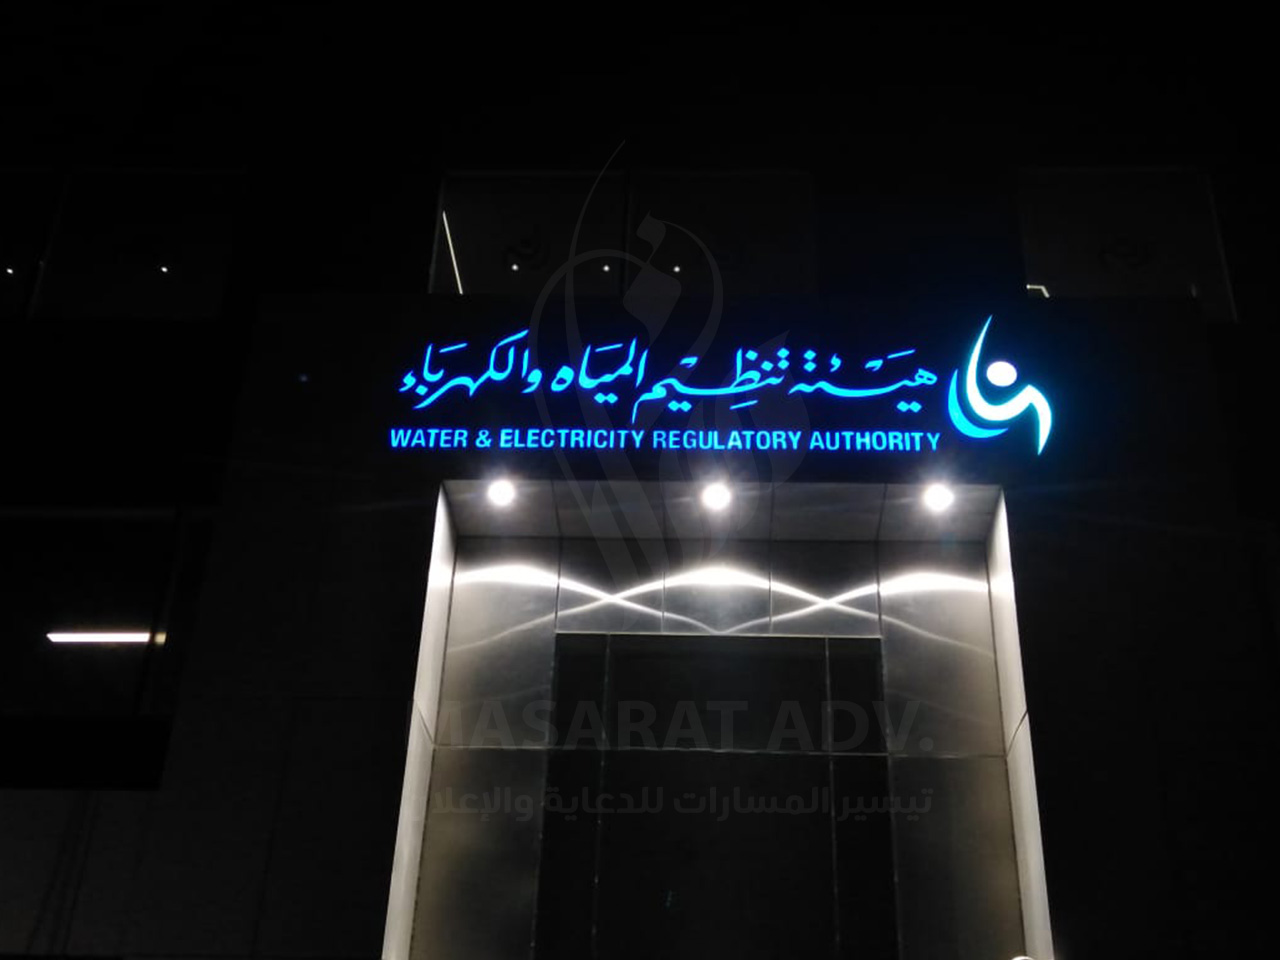 هيئة تنظيم المياه والكهرباء
WATER & ELECTRICITY REGULATORY AUTHORITY
MASARAT ADV.
تيسير المسارات للدعاية والإعلان